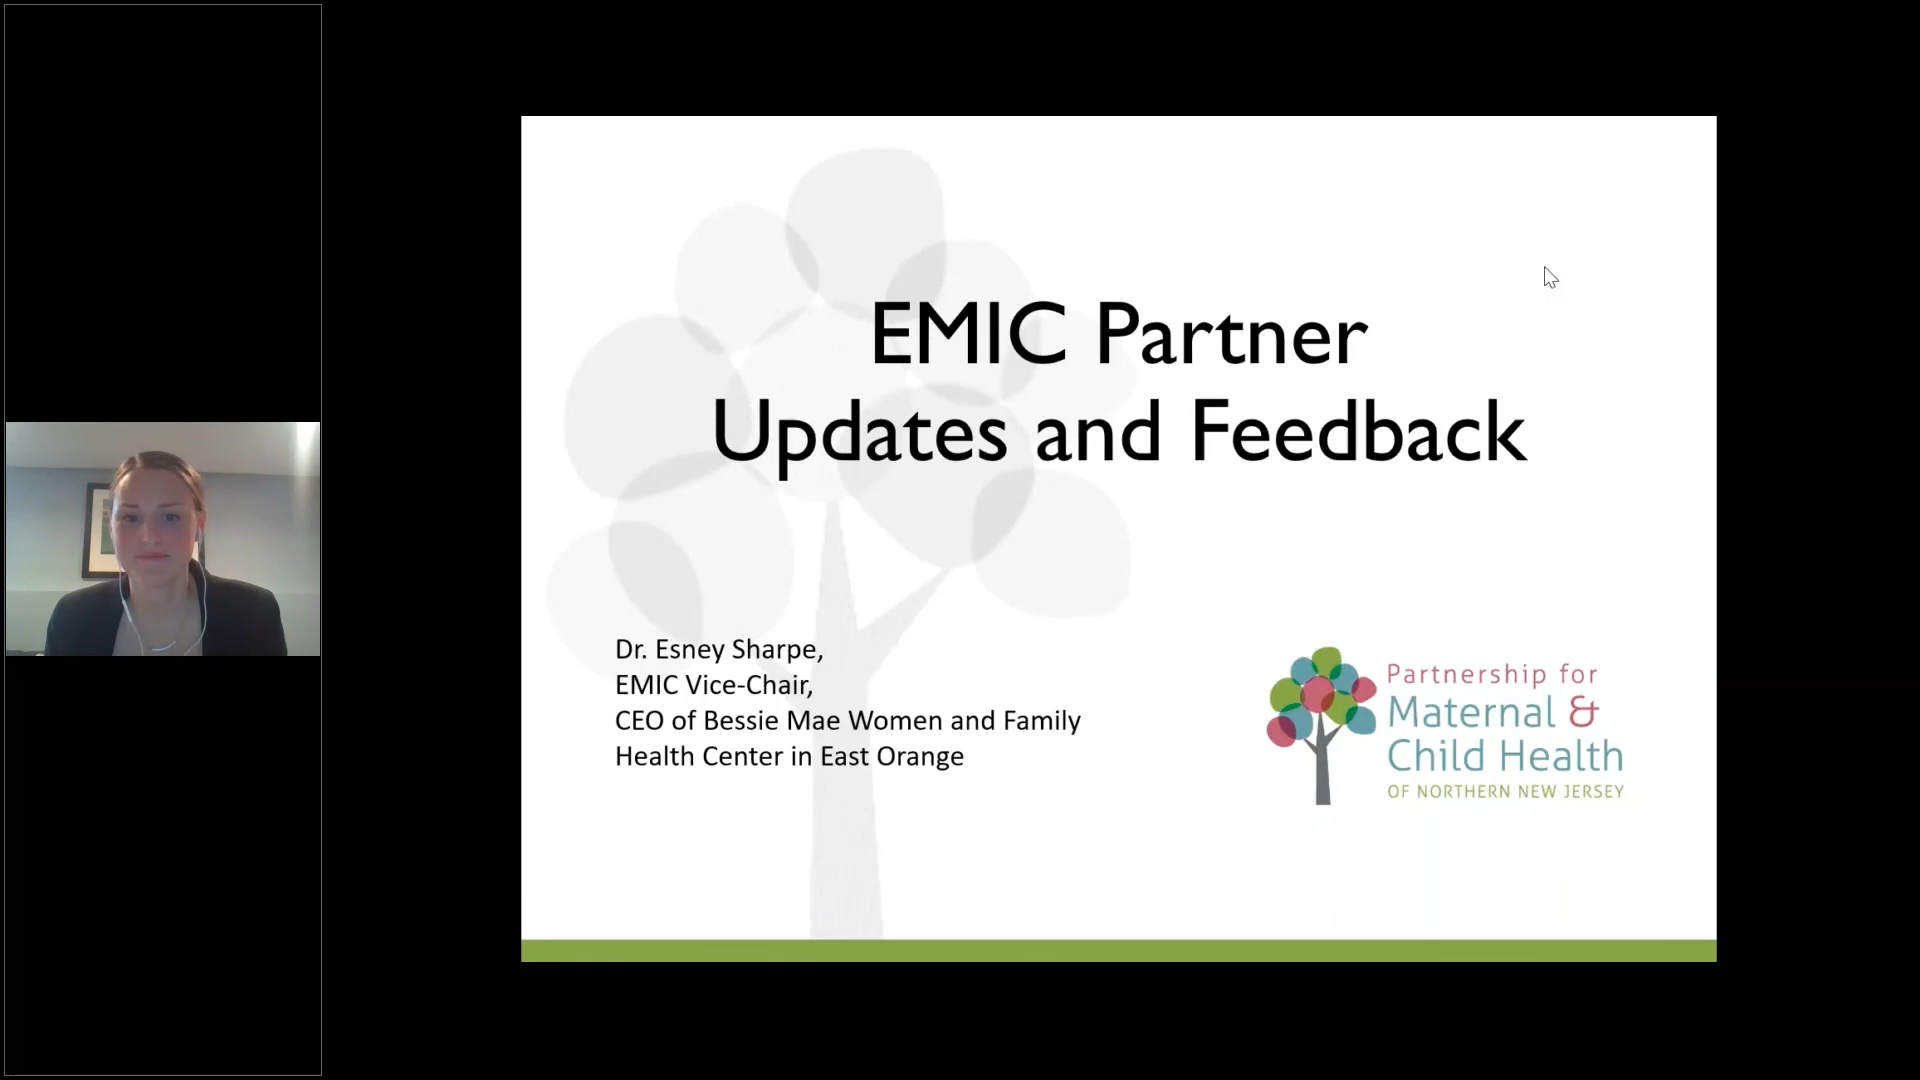 EMIC Partner
Updates and Feedback
Dr. Esney Sharpe,
EMIC Vice-Chair,
CEO of Bessie Mae Women and Family
Health Center in East Orange
Partnership for
Maternal &
Child Health
OF NORTHERN NEW JERSEY